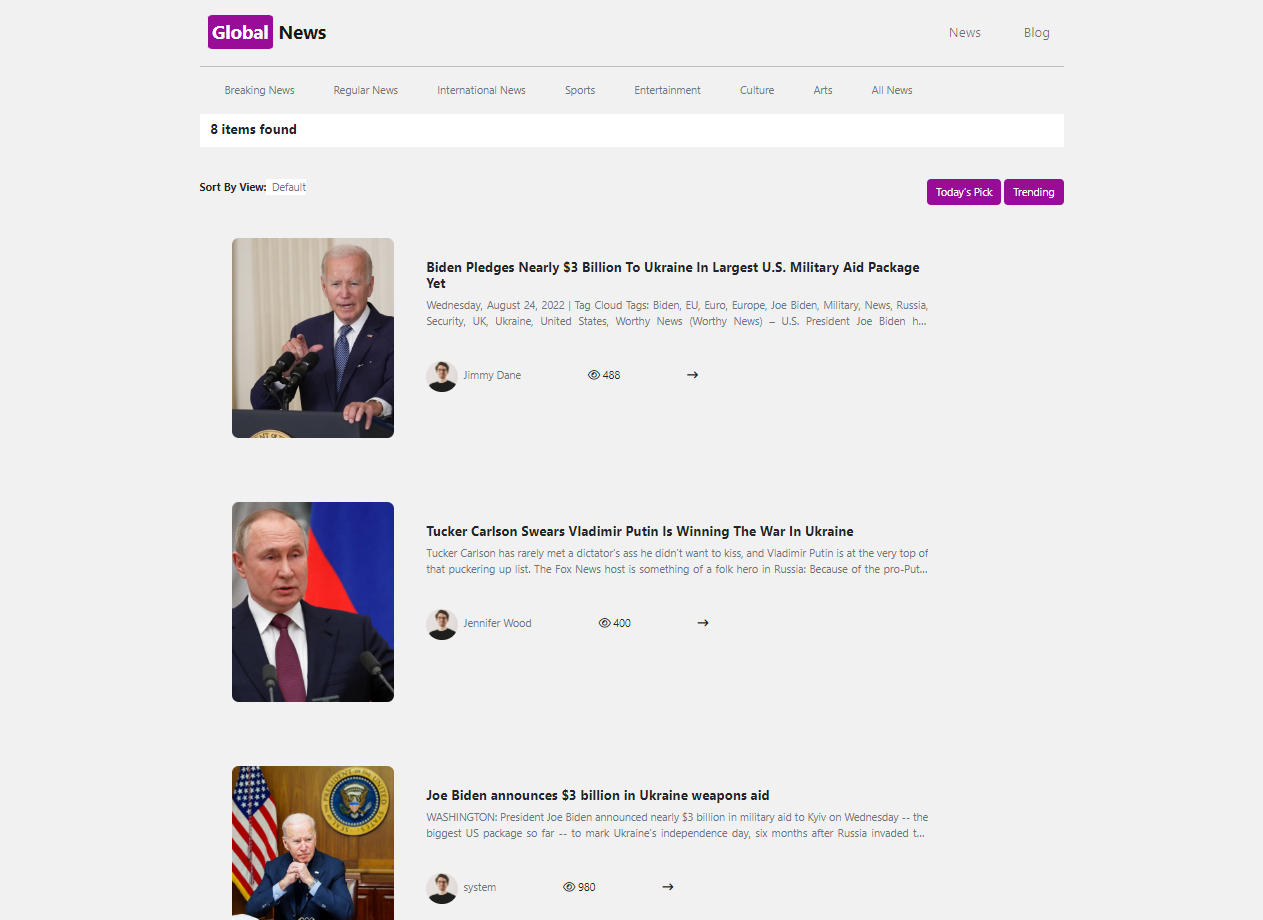 Global News
News
Blog
Breaking News
Regular News
International News
Sports
Entertainment
Culture
Arts
All News
8 items found
Sort By View: Default
Today's Pick
Trending
Biden Pledges Nearly $3 Billion To Ukraine In Largest U.S. Military Aid Package
Yet
Wednesday, August 24, 2022 | Tag Cloud Tags: Biden, EU, Euro, Europe, Joe Biden, Military, News, Russia,
Security, UK, Ukraine, United States, Worthy News (Worthy News) – U.S. President Joe Biden h...
Jimmy Dane
488
Tucker Carlson Swears Vladimir Putin Is Winning The War In Ukraine
Tucker Carlson has rarely met a dictator's ass he didn't want to kiss, and Vladimir Putin is at the very top of
that puckering up list. The Fox News host is something of a folk hero in Russia: Because of the pro-Put...
Jennifer Wood
400
Joe Biden announces $3 billion in Ukraine weapons aid
WASHINGTON: President Joe Biden announced nearly $3 billion in military aid to Kyiv on Wednesday -- the
biggest US package so far -- to mark Ukraine's independence day, six months after Russia invaded t...
system
980